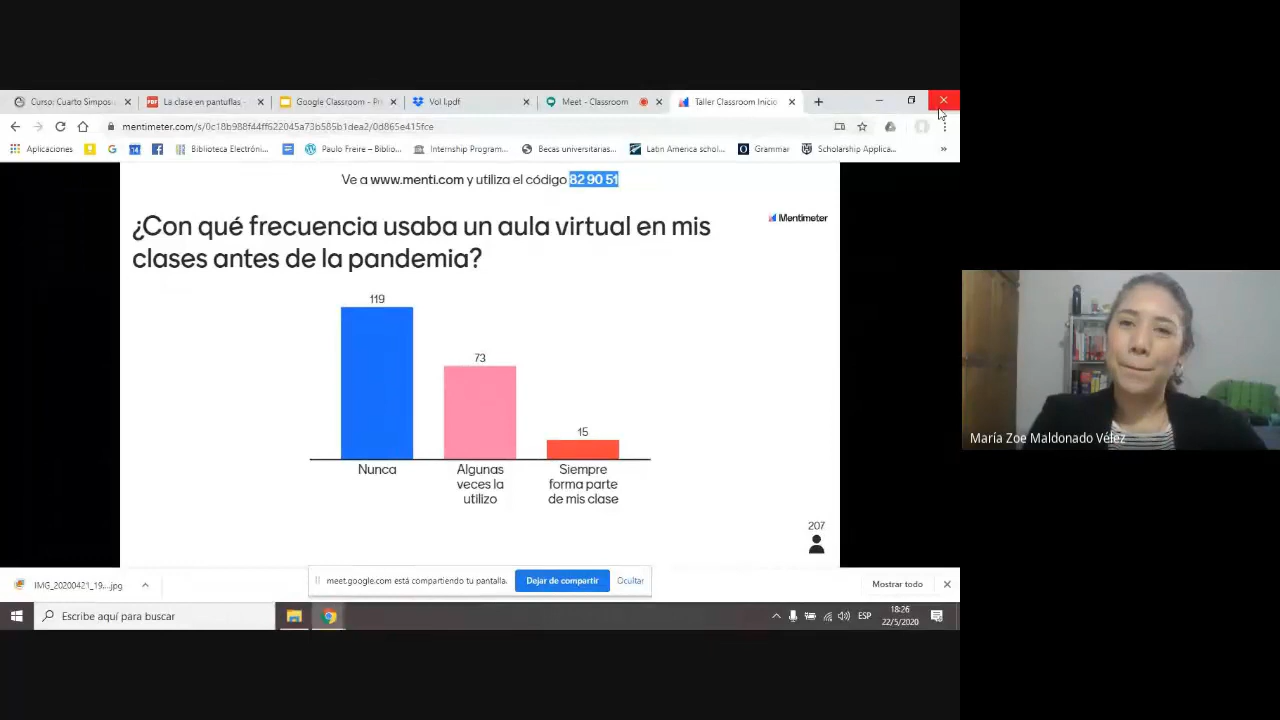 Curso: Cuarto Simpos
La clase en pantuflas -
Google Classroom - Pr
Vol I.pdf
Meet - Classroom
Taller Classroom Inicio
mentimeter.com/s/0c18b988f44ff622045a73b585b1dea2/0d865e415fce
Aplicaciones
Biblioteca Electróni...
Paulo Freire – Biblio...
Internship Program...
Becas universitarias...
Latin America schol...
Grammar
Scholarship Applica...
»
Ve a www.menti.com y utiliza el código 82 90 51
Mentimeter
¿Con qué frecuencia usaba un aula virtual en mis
clases antes de la pandemia?
119
73
15
Nunca
Algunas
veces la
utilizo
Siempre
forma parte
de mis clase
207
María Zoe Maldonado Vélez
meet.google.com está compartiendo tu pantalla.
Dejar de compartir
Ocultar
IMG_20200421_19....jpg
Mostrar todo
Escribe aquí para buscar
ESP
18:26
22/5/2020